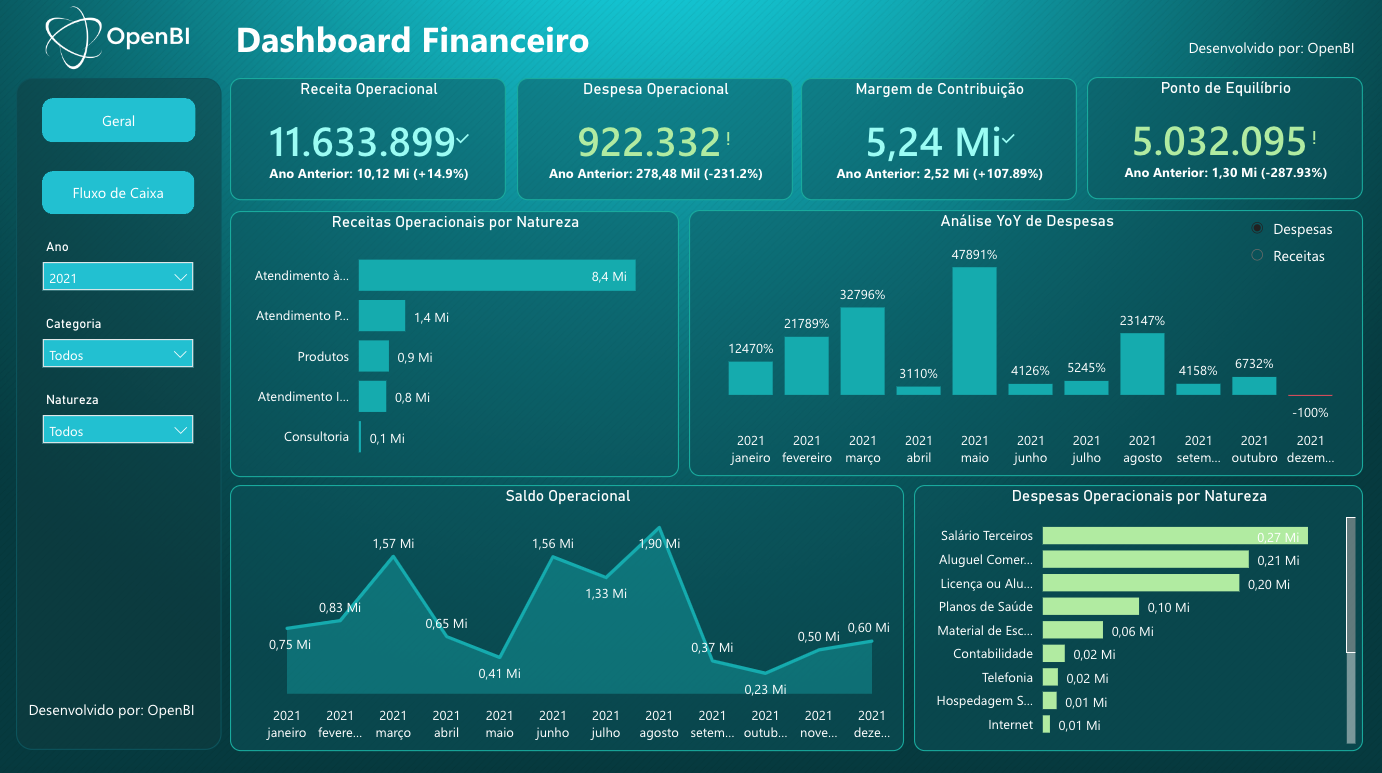 OpenBI
Dashboard Financeiro
Desenvolvido por: OpenBI
Geral
Fluxo de Caixa
Ano
2021
Categoria
Todos
Natureza
Todos
Desenvolvido por: OpenBI
Receita Operacional
11.633.899
Ano Anterior: 10,12 Mi (+14.9%)
Despesa Operacional
922.332!
Ano Anterior: 278,48 Mil (-231.2%)
Margem de Contribuição
5,24 Mi
Ano Anterior: 2,52 Mi (+107.89%)
Ponto de Equilíbrio
5.032.095!
Ano Anterior: 1,30 Mi (-287.93%)
Receitas Operacionais por Natureza
Atendimento à... 8,4 Mi
Atendimento P... 1,4 Mi
Produtos 0,9 Mi
Atendimento I... 0,8 Mi
Consultoria 0,1 Mi
Análise YoY de Despesas
Despesas
Receitas
12470% 21789% 32796% 3110% 47891% 4126% 5245% 23147% 4158% 6732% -100%
2021 2021 2021 2021 2021 2021 2021 2021 2021 2021 2021
janeiro fevereiro março abril maio junho julho agosto setem... outubro dezem...
Saldo Operacional
0,75 Mi 0,83 Mi 1,57 Mi 0,65 Mi 0,41 Mi 1,56 Mi 1,33 Mi 1,90 Mi 0,37 Mi 0,23 Mi 0,50 Mi 0,60 Mi
2021 2021 2021 2021 2021 2021 2021 2021 2021 2021 2021 2021
janeiro fevere... março abril maio junho julho agosto setem... outub... nove... deze...
Despesas Operacionais por Natureza
Salário Terceiros 0,27 Mi
Aluguel Comer... 0,21 Mi
Licença ou Alu... 0,20 Mi
Planos de Saúde 0,10 Mi
Material de Esc... 0,06 Mi
Contabilidade 0,02 Mi
Telefonia 0,02 Mi
Hospedagem S... 0,01 Mi
Internet 0,01 Mi